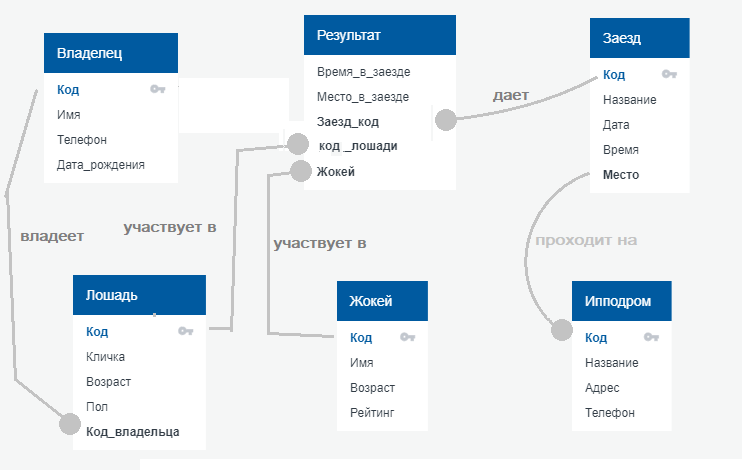 Владелец
Код
Имя
Телефон
Дата_рождения
Результат
Время_в_заезде
Место_в_заезде
Заезд_код
код _лошади
Жокей
дает
Заезд
Код
Название
Дата
Время
Место
владеет
участвует в
участвует в
проходит на
Лошадь
Код
Кличка
Возраст
Пол
Код_владельца
Жокей
Код
Имя
Возраст
Рейтинг
Ипподром
Код
Название
Адрес
Телефон